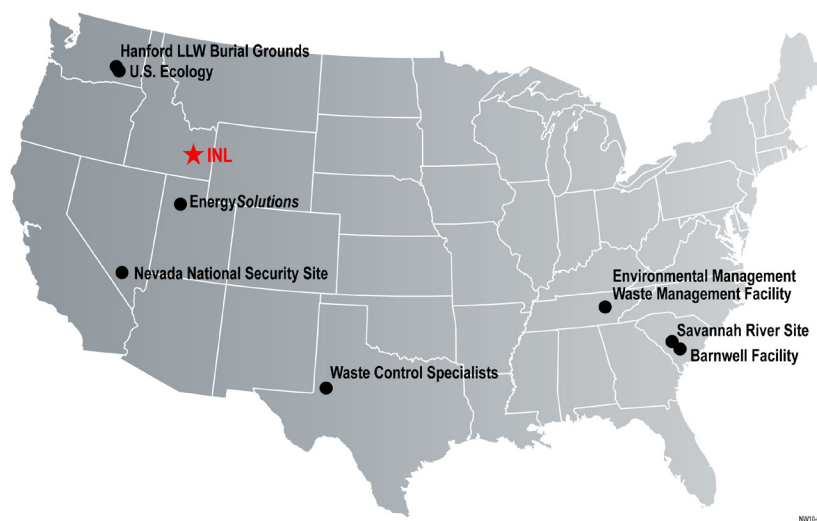 Hanford LLW Burial Grounds
U.S. Ecology
INL
EnergySolutions
Nevada National Security Site
Environmental Management
Waste Management Facility
Savannah River Site
Barnwell Facility
Waste Control Specialists